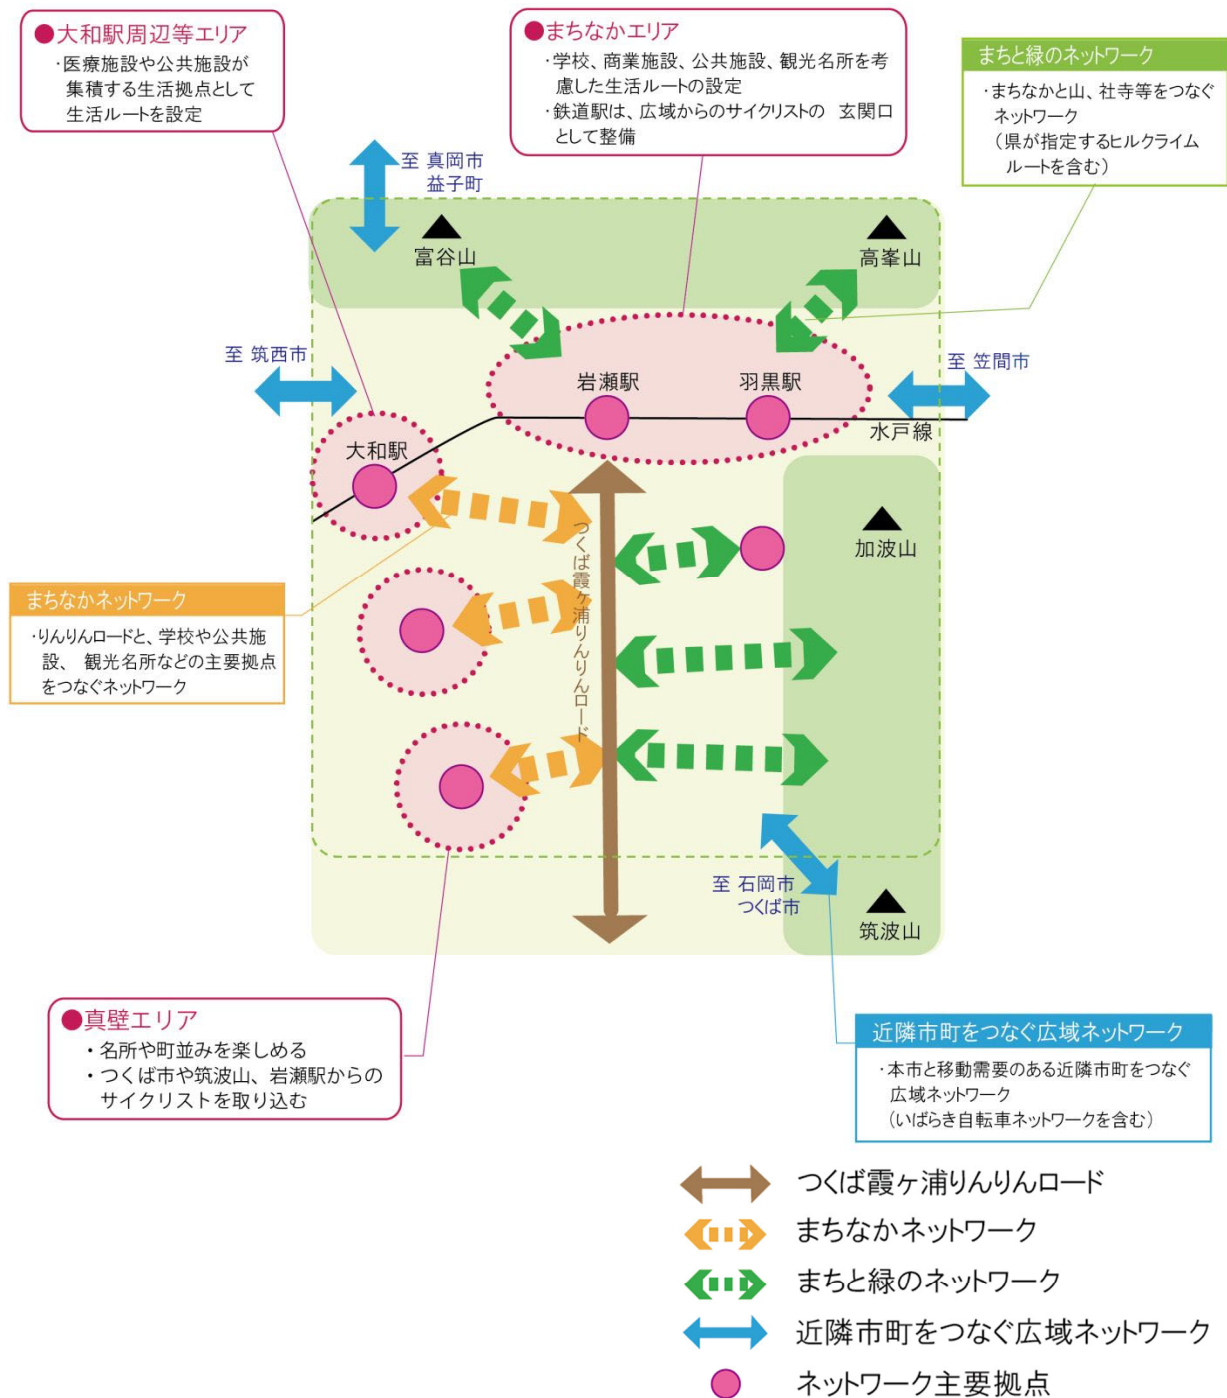 ●大和駅周辺等エリア
・医療施設や公共施設が
集積する生活拠点として
生活ルートを設定
●まちなかエリア
・学校、商業施設、公共施設、観光名所を考
慮した生活ルートの設定
・鉄道駅は、広域からのサイクリストの 玄関口
として整備
まちと緑のネットワーク
・まちなかと山、社寺等をつなぐ
ネットワーク
（県が指定するヒルクライム
ルートを含む）
至 真岡市
益子町
富谷山
高峯山
至 筑西市
岩瀬駅
羽黒駅
至 笠間市
水戸線
大和駅
つくば霞ヶ浦りんりんロード
加波山
まちなかネットワーク
・りんりんロードと、学校や公共施
設、 観光名所などの主要拠点
をつなぐネットワーク
至 石岡市
つくば市
筑波山
●真壁エリア
・名所や町並みを楽しめる
・つくば市や筑波山、岩瀬駅からの
サイクリストを取り込む
近隣市町をつなぐ広域ネットワーク
・本市と移動需要のある近隣市町をつなぐ
広域ネットワーク
（いばらき自転車ネットワークを含む）
つくば霞ヶ浦りんりんロード
まちなかネットワーク
まちと緑のネットワーク
近隣市町をつなぐ広域ネットワーク
ネットワーク主要拠点